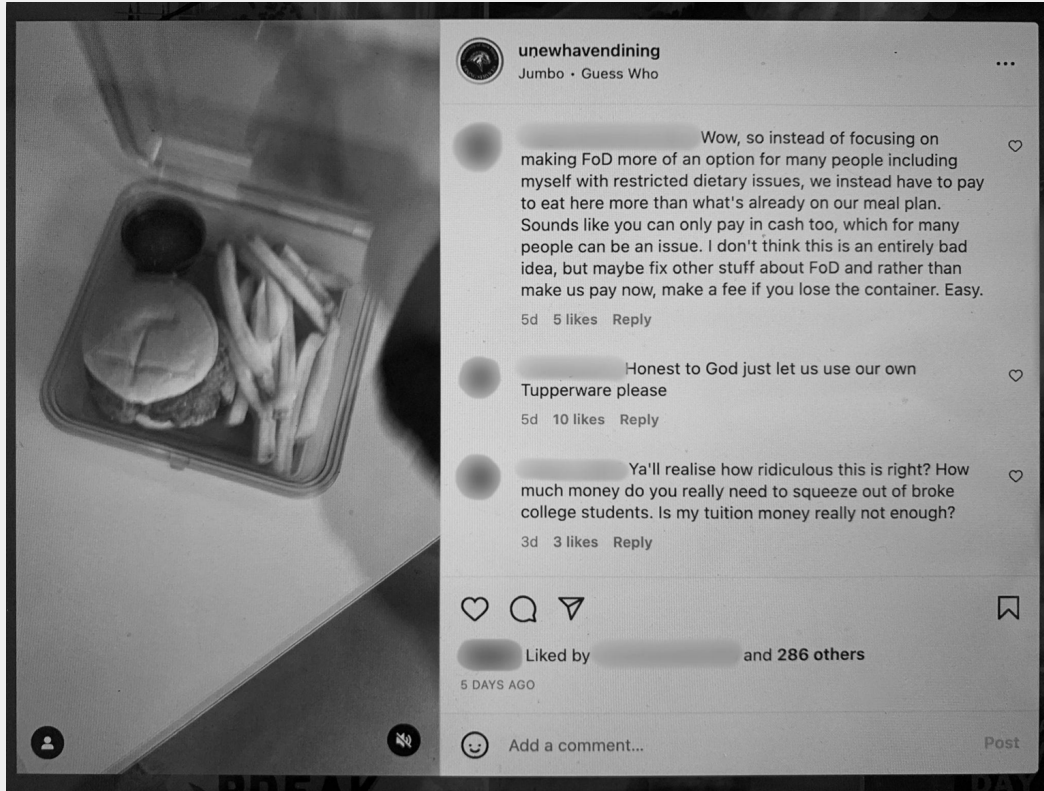 unewhavendining
Jumbo • Guess Who
Wow, so instead of focusing on
making FoD more of an option for many people including
myself with restricted dietary issues, we instead have to pay
to eat here more than what's already on our meal plan.
Sounds like you can only pay in cash too, which for many
people can be an issue. I don't think this is an entirely bad
idea, but maybe fix other stuff about FoD and rather than
make us pay now, make a fee if you lose the container. Easy.
5d 5 likes Reply
Honest to God just let us use our own
Tupperware please
5d 10 likes Reply
Ya'll realise how ridiculous this is right? How
much money do you really need to squeeze out of broke
college students. Is my tuition money really not enough?
3d 3 likes Reply
Liked by and 286 others
5 DAYS AGO
Add a comment... Post
BREAK DAY